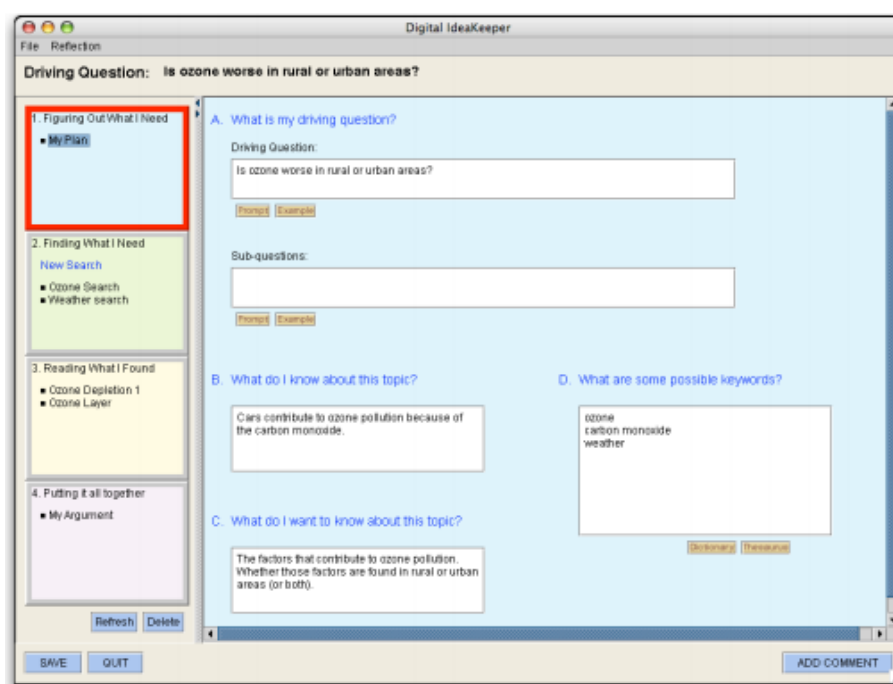 Digital IdeaKeeper
File Reflection
Driving Question: Is ozone worse in rural or urban areas?
1. Figuring Out What I Need
My Plan
2. Finding What I Need
New Search
Ozone Search
Weather search
3. Reading What I Found
Ozone Depletion 1
Ozone Layer
4. Putting it all together
My Argument
Refresh Delete
A. What is my driving question?
Driving Question:
Is ozone worse in rural or urban areas?
Prompt Example
Sub-questions:
Prompt Example
B. What do I know about this topic?
Cars contribute to ozone pollution because of
the carbon monoxide.
C. What do I want to know about this topic?
The factors that contribute to ozone pollution.
Whether those factors are found in rural or urban
areas (or both).
D. What are some possible keywords?
ozone
carbon monoxide
weather
Dictionary Thesaurus
SAVE QUIT
ADD COMMENT